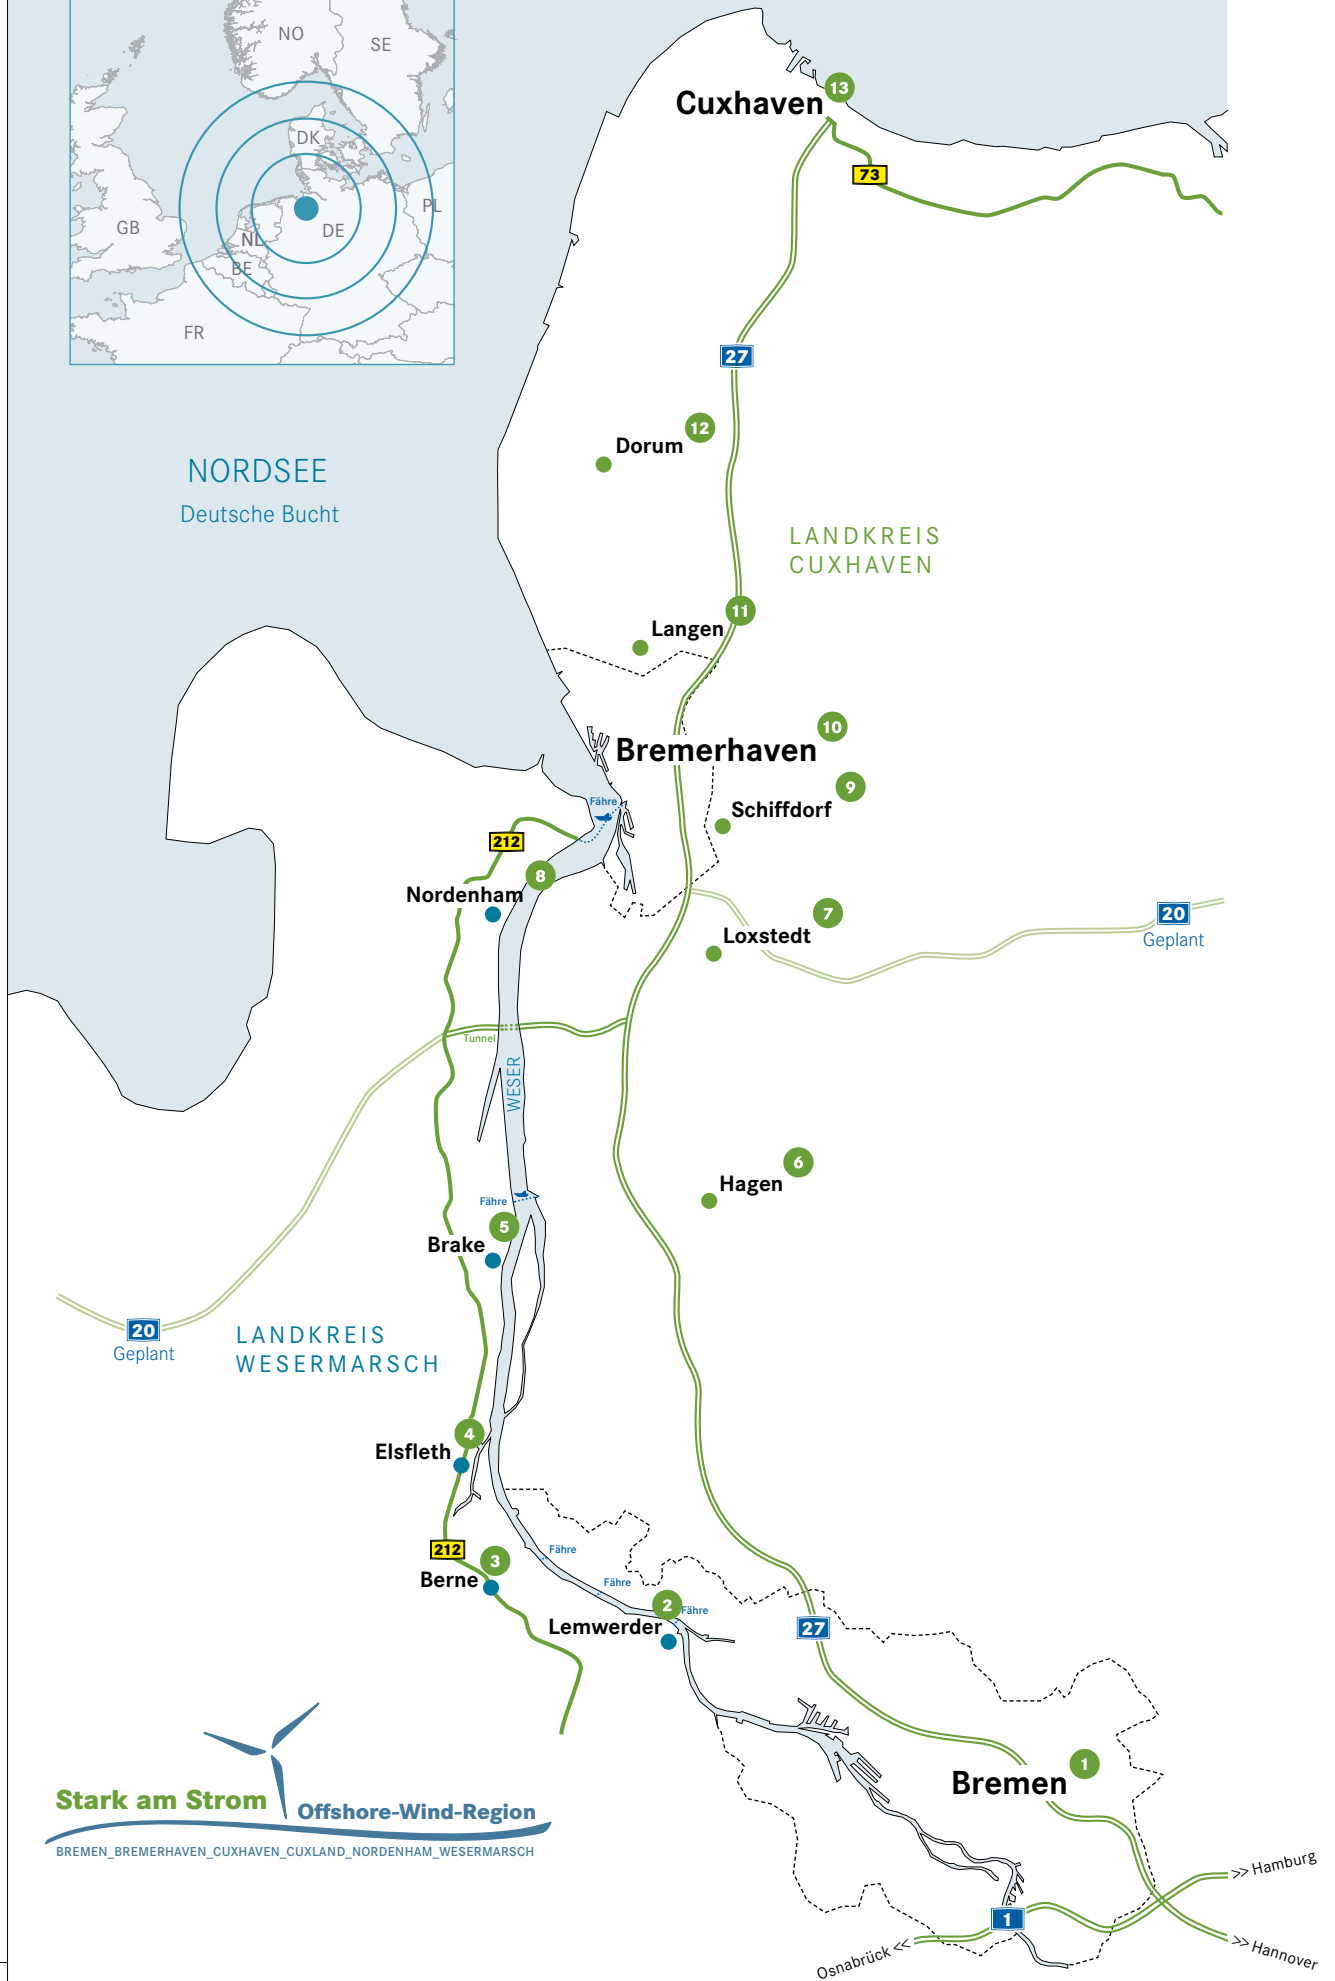 NO
SE
DK
GB
NL
DE
PL
BE
FR
Cuxhaven
13
73
27
NORDSEE
Deutsche Bucht
Dorum
12
LANDKREIS
CUXHAVEN
Langen
11
Bremerhaven
10
Schiffdorf
9
Fähre
212
Nordenham
8
Loxstedt
7
20
Geplant
Tunnel
WESER
Hagen
6
Fähre
Brake
5
20
Geplant
LANDKREIS
WESERMARSCH
Elsfleth
4
212
Berne
3
Fähre
Fähre
Lemwerder
2
Fähre
27
Bremen
1
Stark am Strom
Offshore-Wind-Region
BREMEN_BREMERHAVEN_CUXHAVEN_CUXLAND_NORDENHAM_WESERMARSCH
>> Hamburg
1
Osnabrück <<
>> Hannover